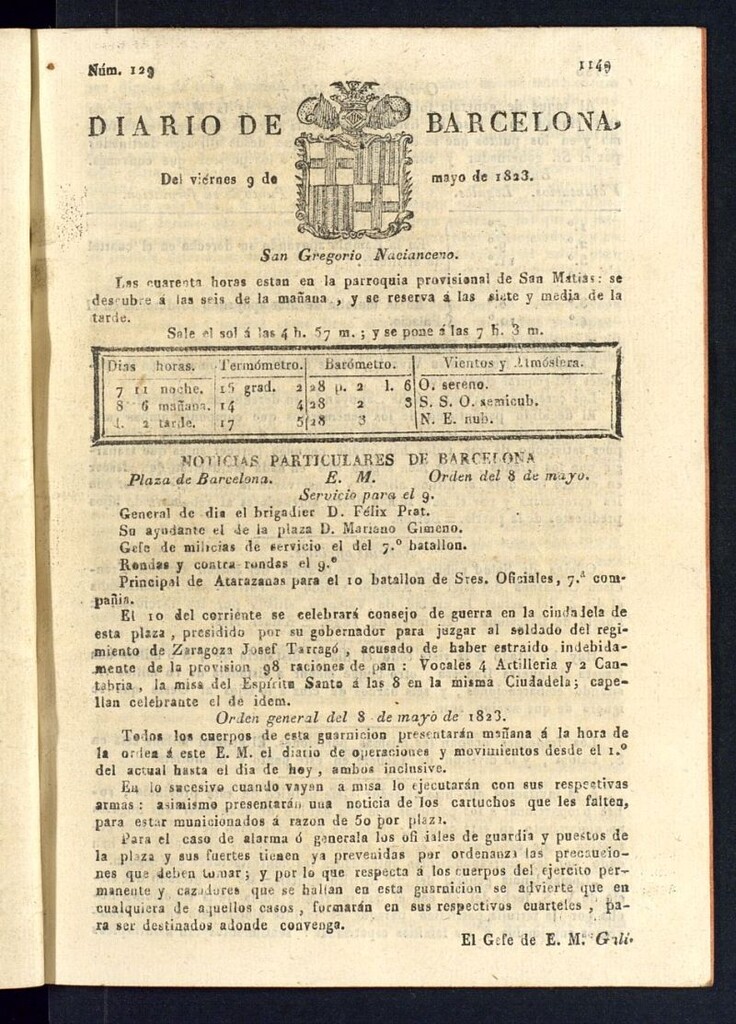 Núm. 129 1149
DIARIO DE BARCELONA,
Del viérnes 9 de mayo de 1823.
San Gregorio Nacianceno.
Las cuarenta horas estan en la parroquia provisional de San Matias: se
descubre á las seis de la mañana, y se reserva á las siete y media de la
tarde.
Sale el sol á las 4 h. 57 m.; y se pone á las 7 h. 3 m.
Dias horas. Termómetro. Barómetro. Vientos y Atmósfera.
7 11 noche. 16 grad. 2 28 p. 2 l. 6 O. sereno.
8 6 mañana. 14 4 28 2 8 S. S. O. semicub.
d. 2 tarde. 17 5 28 3 N. E. nub.
NOTICIAS PARTICULARES DE BARCELONA
Plaza de Barcelona. E. M. Orden del 8 de mayo.
Servicio para el 9.
General de dia el brigadier D. Félix Prat.
Su ayudante el de la plaza D. Mariano Gimeno.
Gefe de milicias de servicio el del 7.º batallon.
Rondas y contra-rondas el 9.º
Principal de Atarazanas para el 10 batallon de Sres. Oficiales, 7.ª com-
pañia.
El 10 del corriente se celebrará consejo de guerra en la ciudadela de
esta plaza, presidido por su gobernador para juzgar al soldado del regi-
miento de Zaragoza Josef Tarragó, acusado de haber estraido indebida-
mente de la provision 98 raciones de pan: Vocales 4 Artilleria y 2 Can-
tabria, la misa del Espíritu Santo á las 8 en la misma Ciudadela; cape-
llan celebrante el de idem.
Orden general del 8 de mayo de 1823.
Todos los cuerpos de esta guarnicion presentarán mañana á la hora de
la orden á este E. M. el diario de operaciones y movimientos desde el 1.º
del actual hasta el dia de hoy, ambos inclusive.
En lo sucesivo cuando vayan a misa lo ejecutarán con sus respectivas
armas: asimismo presentarán una noticia de los cartuchos que les falten,
para estar municionados á razon de 50 por plaza.
Para el caso de alarma ó generala los oficiales de guardia y puestos de
la plaza y sus fuertes tienen ya prevenidas por ordenanza las precaucio-
nes que deben tomar; y por lo que respecta á los cuerpos del ejercito per-
manente y cazadores que se hallan en esta guarnicion se advierte que en
cualquiera de aquellos casos, formarán en sus respectivos cuarteles, pa-
ra ser destinados adonde convenga.
El Gefe de E. M. Gali.